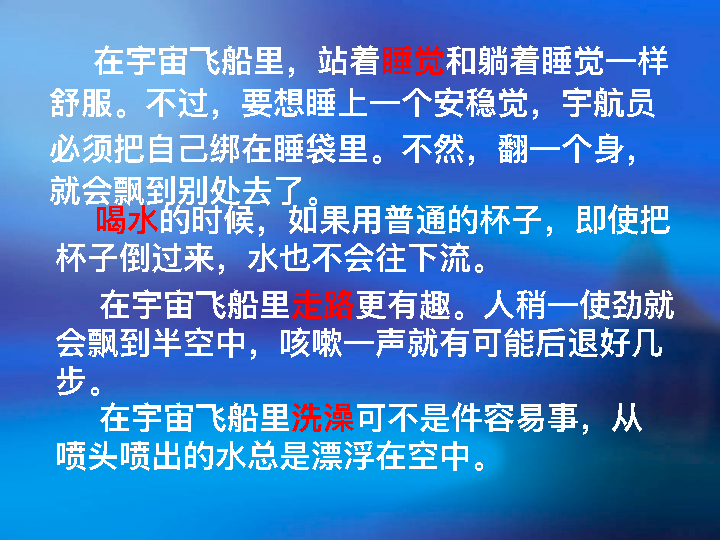 在宇宙飞船里，站着睡觉和躺着睡觉一样
舒服。不过，要想睡上一个安稳觉，宇航员
必须把自己绑在睡袋里。不然，翻一个身，
就会飘到别处去了。
喝水的时候，如果用普通的杯子，即使把
杯子倒过来，水也不会往下流。
在宇宙飞船里走路更有趣。人稍一使劲就
会飘到半空中，咳嗽一声就有可能后退好几
步。
在宇宙飞船里洗澡可不是件容易事，从
喷头喷出的水总是漂浮在空中。